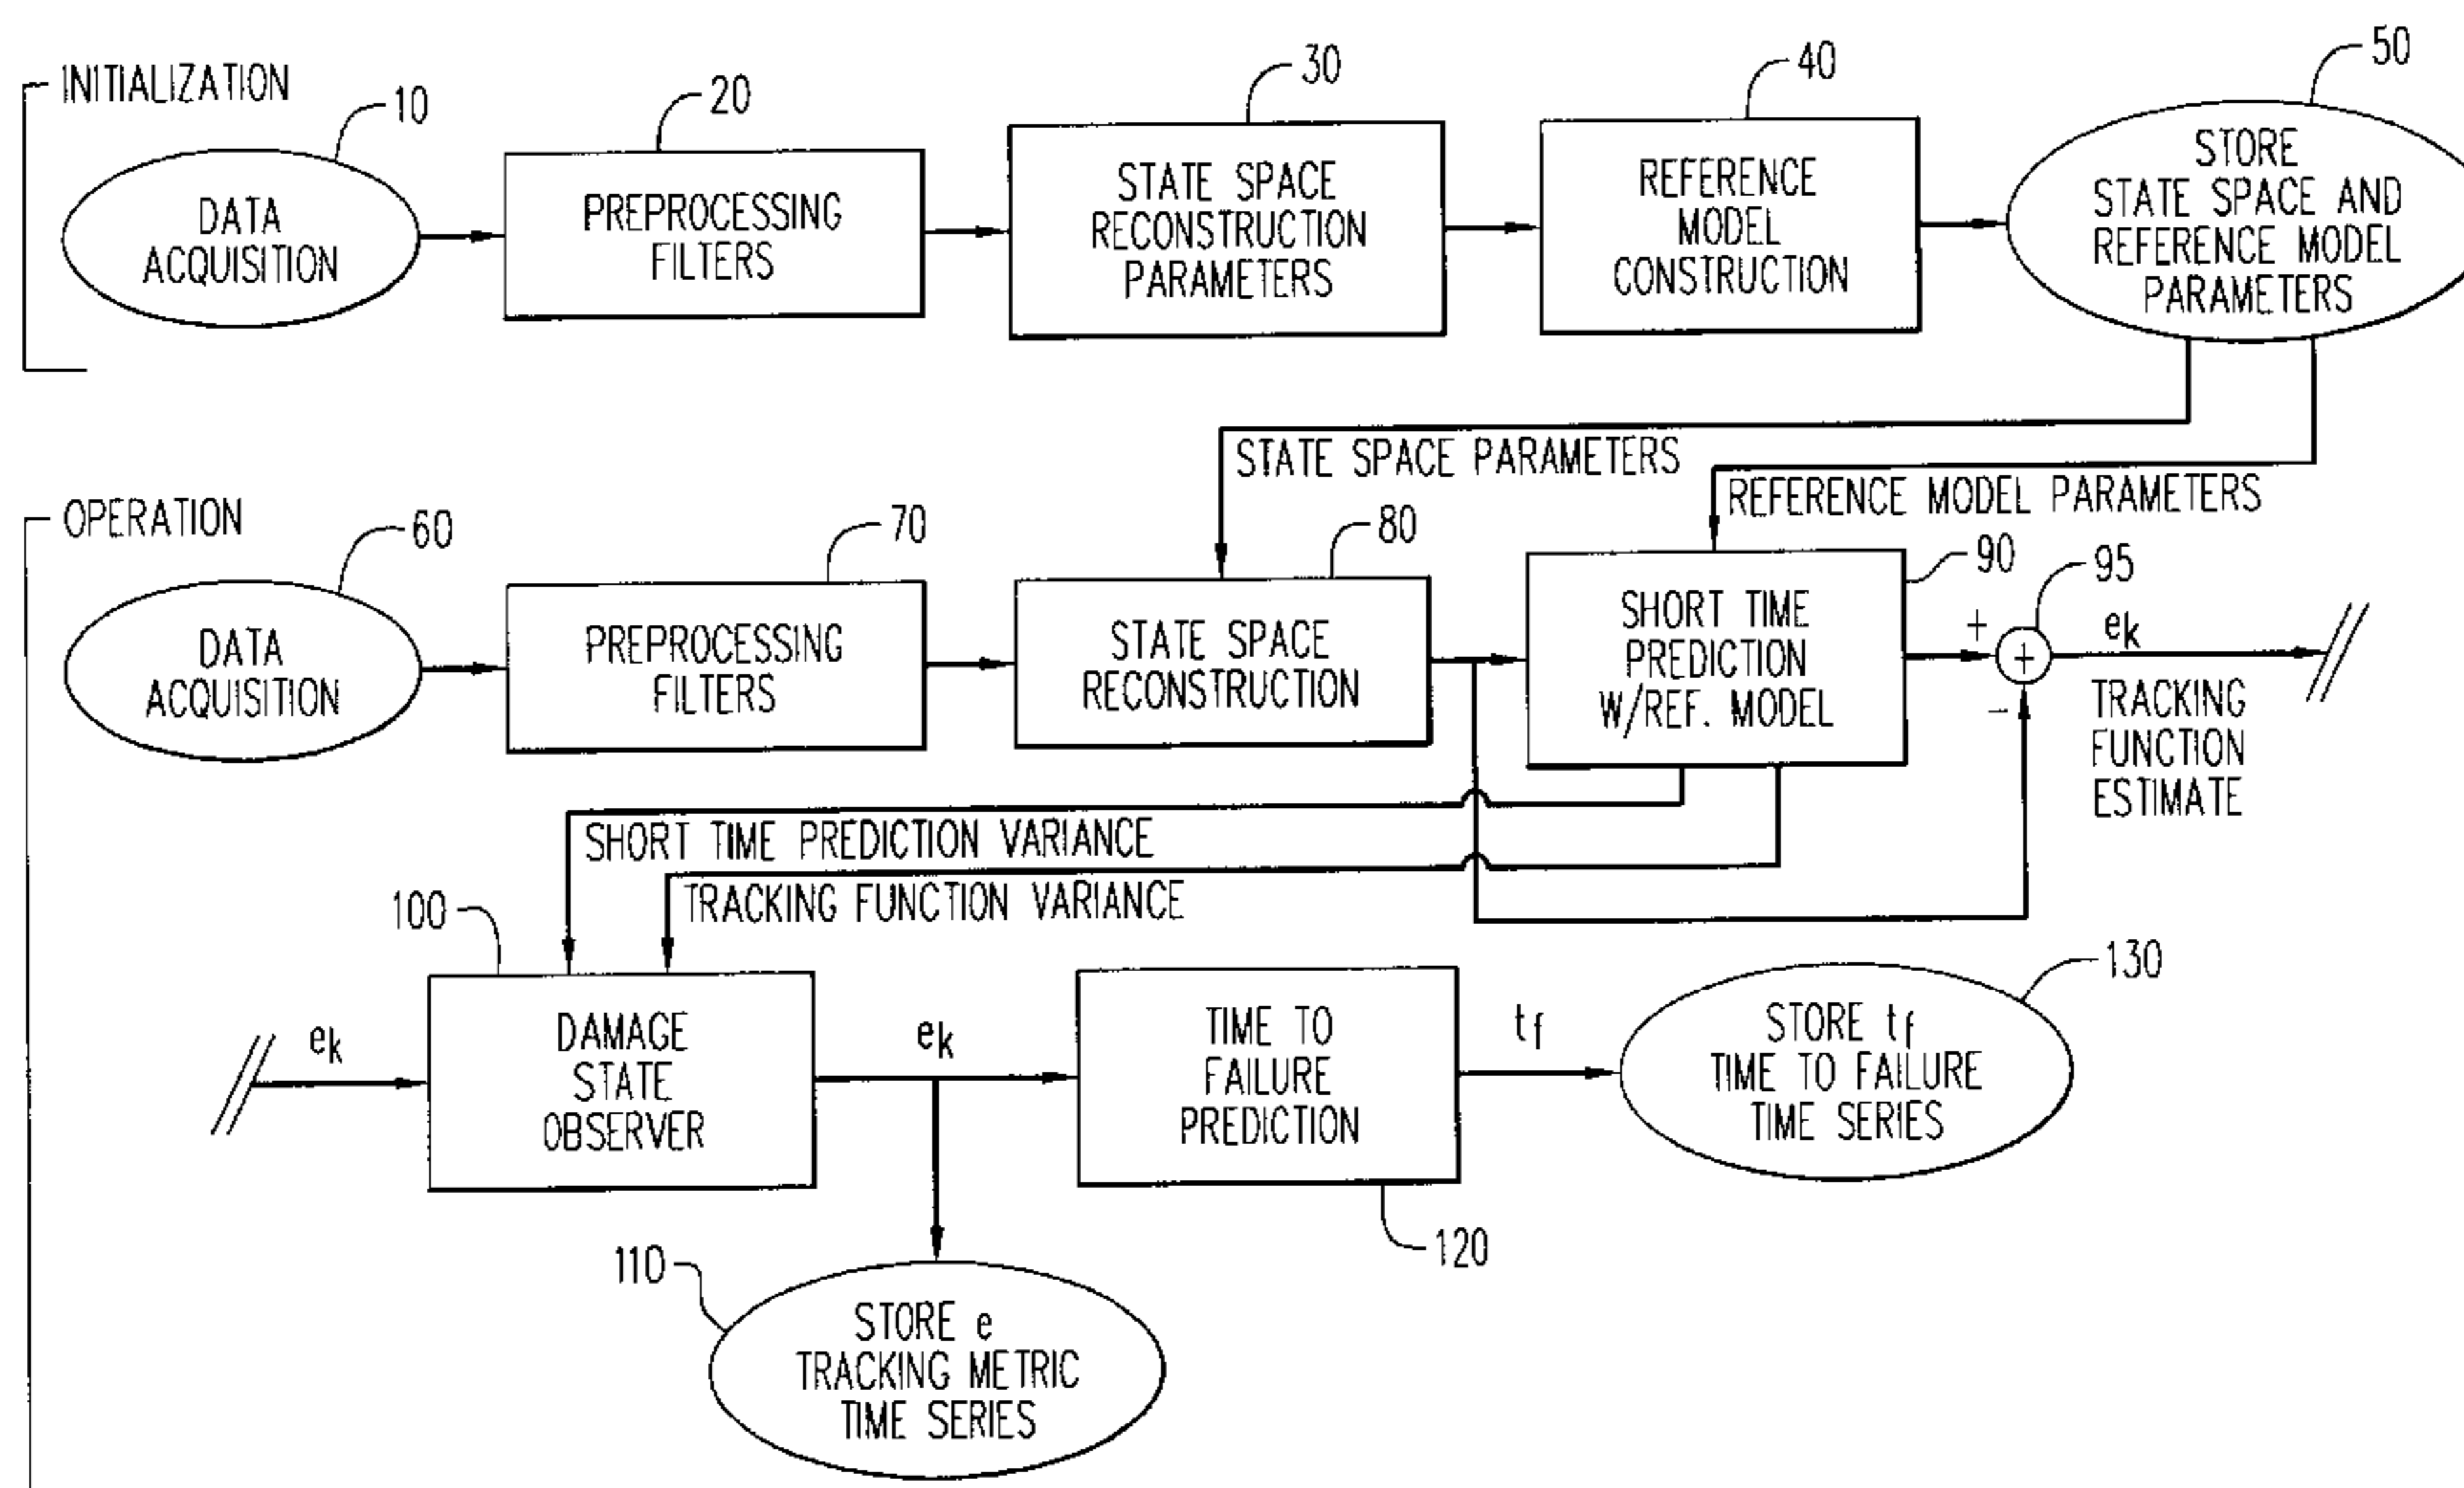 INITIALIZATION
10
20
30
40
50
DATA
ACQUISITION
PREPROCESSING
FILTERS
STATE SPACE
RECONSTRUCTION
PARAMETERS
REFERENCE
MODEL
CONSTRUCTION
STORE
STATE SPACE AND
REFERENCE MODEL
PARAMETERS
STATE SPACE PARAMETERS
REFERENCE MODEL PARAMETERS
OPERATION
60
70
80
90
95
DATA
ACQUISITION
PREPROCESSING
FILTERS
STATE SPACE
RECONSTRUCTION
SHORT TIME
PREDICTION
W/REF. MODEL
+
+
-
ek
TRACKING
FUNCTION
ESTIMATE
SHORT TIME PREDICTION VARIANCE
TRACKING FUNCTION VARIANCE
100
ek
DAMAGE
STATE
OBSERVER
ek
TIME TO
FAILURE
PREDICTION
120
tf
130
STORE tf
TIME TO FAILURE
TIME SERIES
110
STORE e
TRACKING METRIC
TIME SERIES